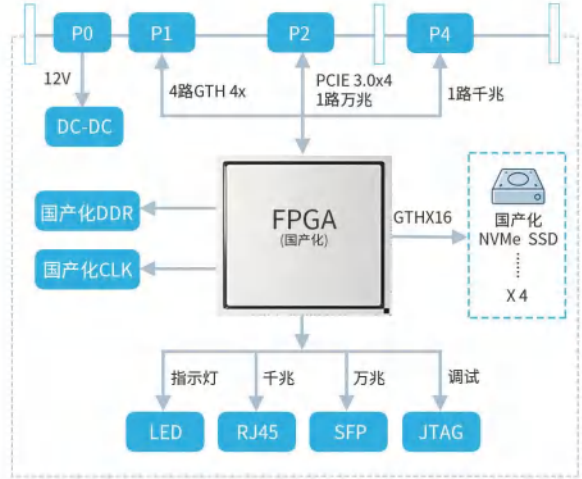 P0
P1
P2
P4
12V
4路GTH 4x
PCIE 3.0x4
1路万兆
1路千兆
DC-DC
国产化DDR
国产化CLK
FPGA
(国产化)
GTHX16
国产化
NVMe SSD
X 4
指示灯
千兆
万兆
调试
LED
RJ45
SFP
JTAG